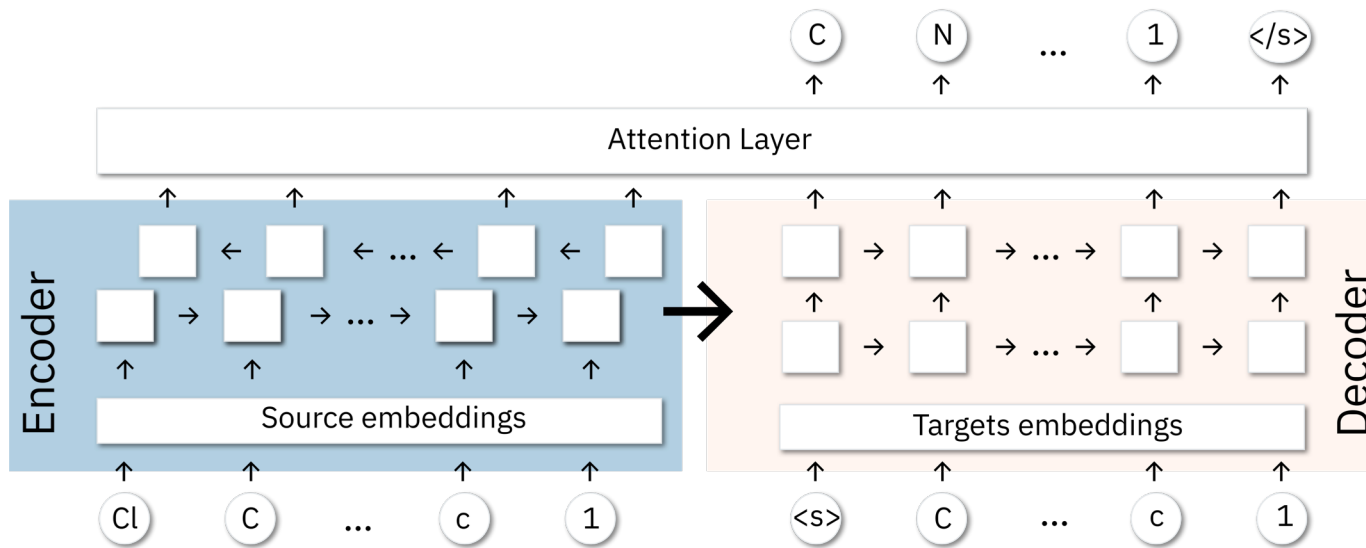 C N ... 1 </s>
Attention Layer
...
...
...
Encoder
Decoder
Source embeddings
Targets embeddings
Cl C ... c 1
<s> C ... c 1